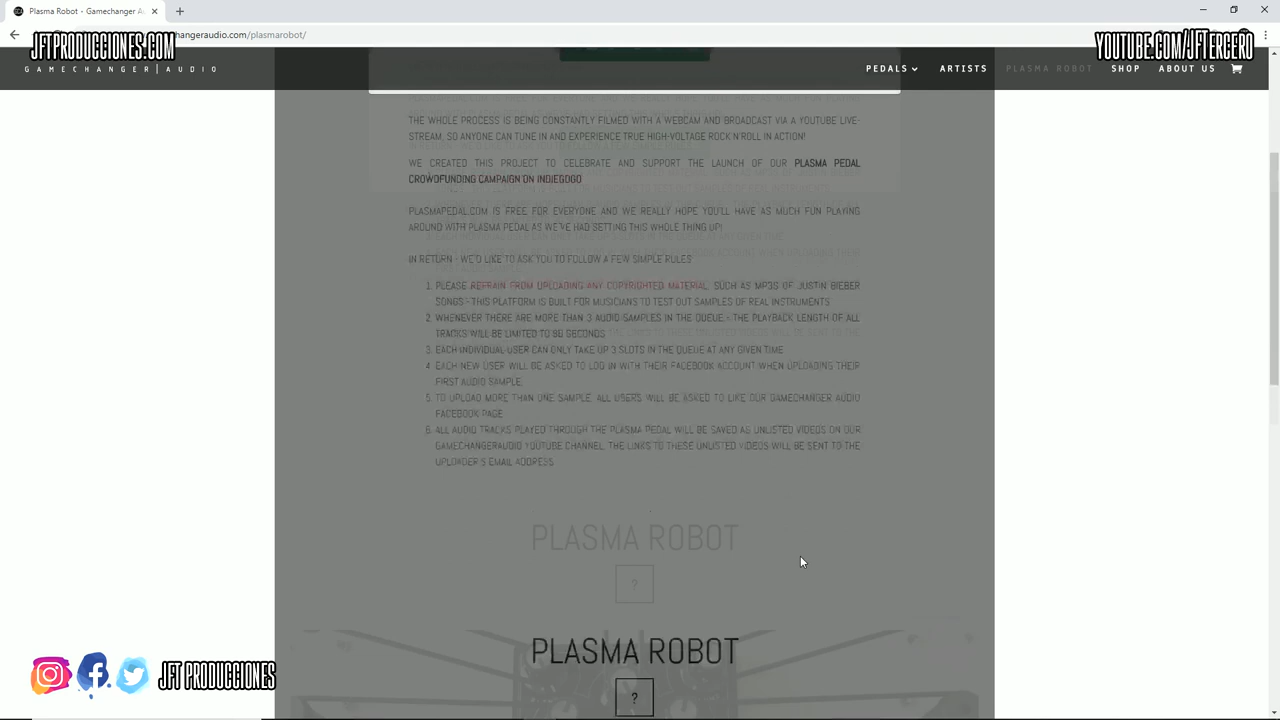 Plasma Robot - Gamechanger Au
changeraudio.com/plasmarobot/
JFTPRODUCCIONES.COM
YOUTUBE.COM/JFTERCERO
GAMECHANGER|AUDIO
PEDALS ARTISTS PLASMA ROBOT SHOP ABOUT US
THE WHOLE PROCESS IS BEING CONSTANTLY FILMED WITH A WEBCAM AND BROADCAST VIA A YOUTUBE LIVE-
STREAM, SO ANYONE CAN TUNE IN AND EXPERIENCE TRUE HIGH-VOLTAGE ROCK N'ROLL IN ACTION!
WE CREATED THIS PROJECT TO CELEBRATE AND SUPPORT THE LAUNCH OF OUR PLASMA PEDAL
CROWDFUNDING CAMPAIGN ON INDIEGOGO
PLASMAPEDAL.COM IS FREE FOR EVERYONE AND WE REALLY HOPE YOU'LL HAVE AS MUCH FUN PLAYING
AROUND WITH PLASMA PEDAL AS WE'VE HAD SETTING THIS WHOLE THING UP!
IN RETURN - WE'D LIKE TO ASK YOU TO FOLLOW A FEW SIMPLE RULES
1. PLEASE REFRAIN FROM UPLOADING ANY COPYRIGHTED MATERIAL, SUCH AS MP3S OF JUSTIN BIEBER
SONGS - THIS PLATFORM IS BUILT FOR MUSICIANS TO TEST OUT SAMPLES OF REAL INSTRUMENTS
2. WHENEVER THERE ARE MORE THAN 3 AUDIO SAMPLES IN THE QUEUE - THE PLAYBACK LENGTH OF ALL
TRACKS WILL BE LIMITED TO 90 SECONDS
3. EACH INDIVIDUAL USER CAN ONLY TAKE UP 3 SLOTS IN THE QUEUE AT ANY GIVEN TIME
4. EACH NEW USER WILL BE ASKED TO LOG IN WITH THEIR FACEBOOK ACCOUNT WHEN UPLOADING THEIR
FIRST AUDIO SAMPLE
5. TO UPLOAD MORE THAN ONE SAMPLE, ALL USERS WILL BE ASKED TO LIKE OUR GAMECHANGER AUDIO
FACEBOOK PAGE
6. ALL AUDIO TRACKS PLAYED THROUGH THE PLASMA PEDAL WILL BE SAVED AS UNLISTED VIDEOS ON OUR
GAMECHANGERAUDIO YOUTUBE CHANNEL. THE LINKS TO THESE UNLISTED VIDEOS WILL BE SENT TO THE
UPLOADER'S EMAIL ADDRESS
PLASMA ROBOT
?
PLASMA ROBOT
?
JFT PRODUCCIONES